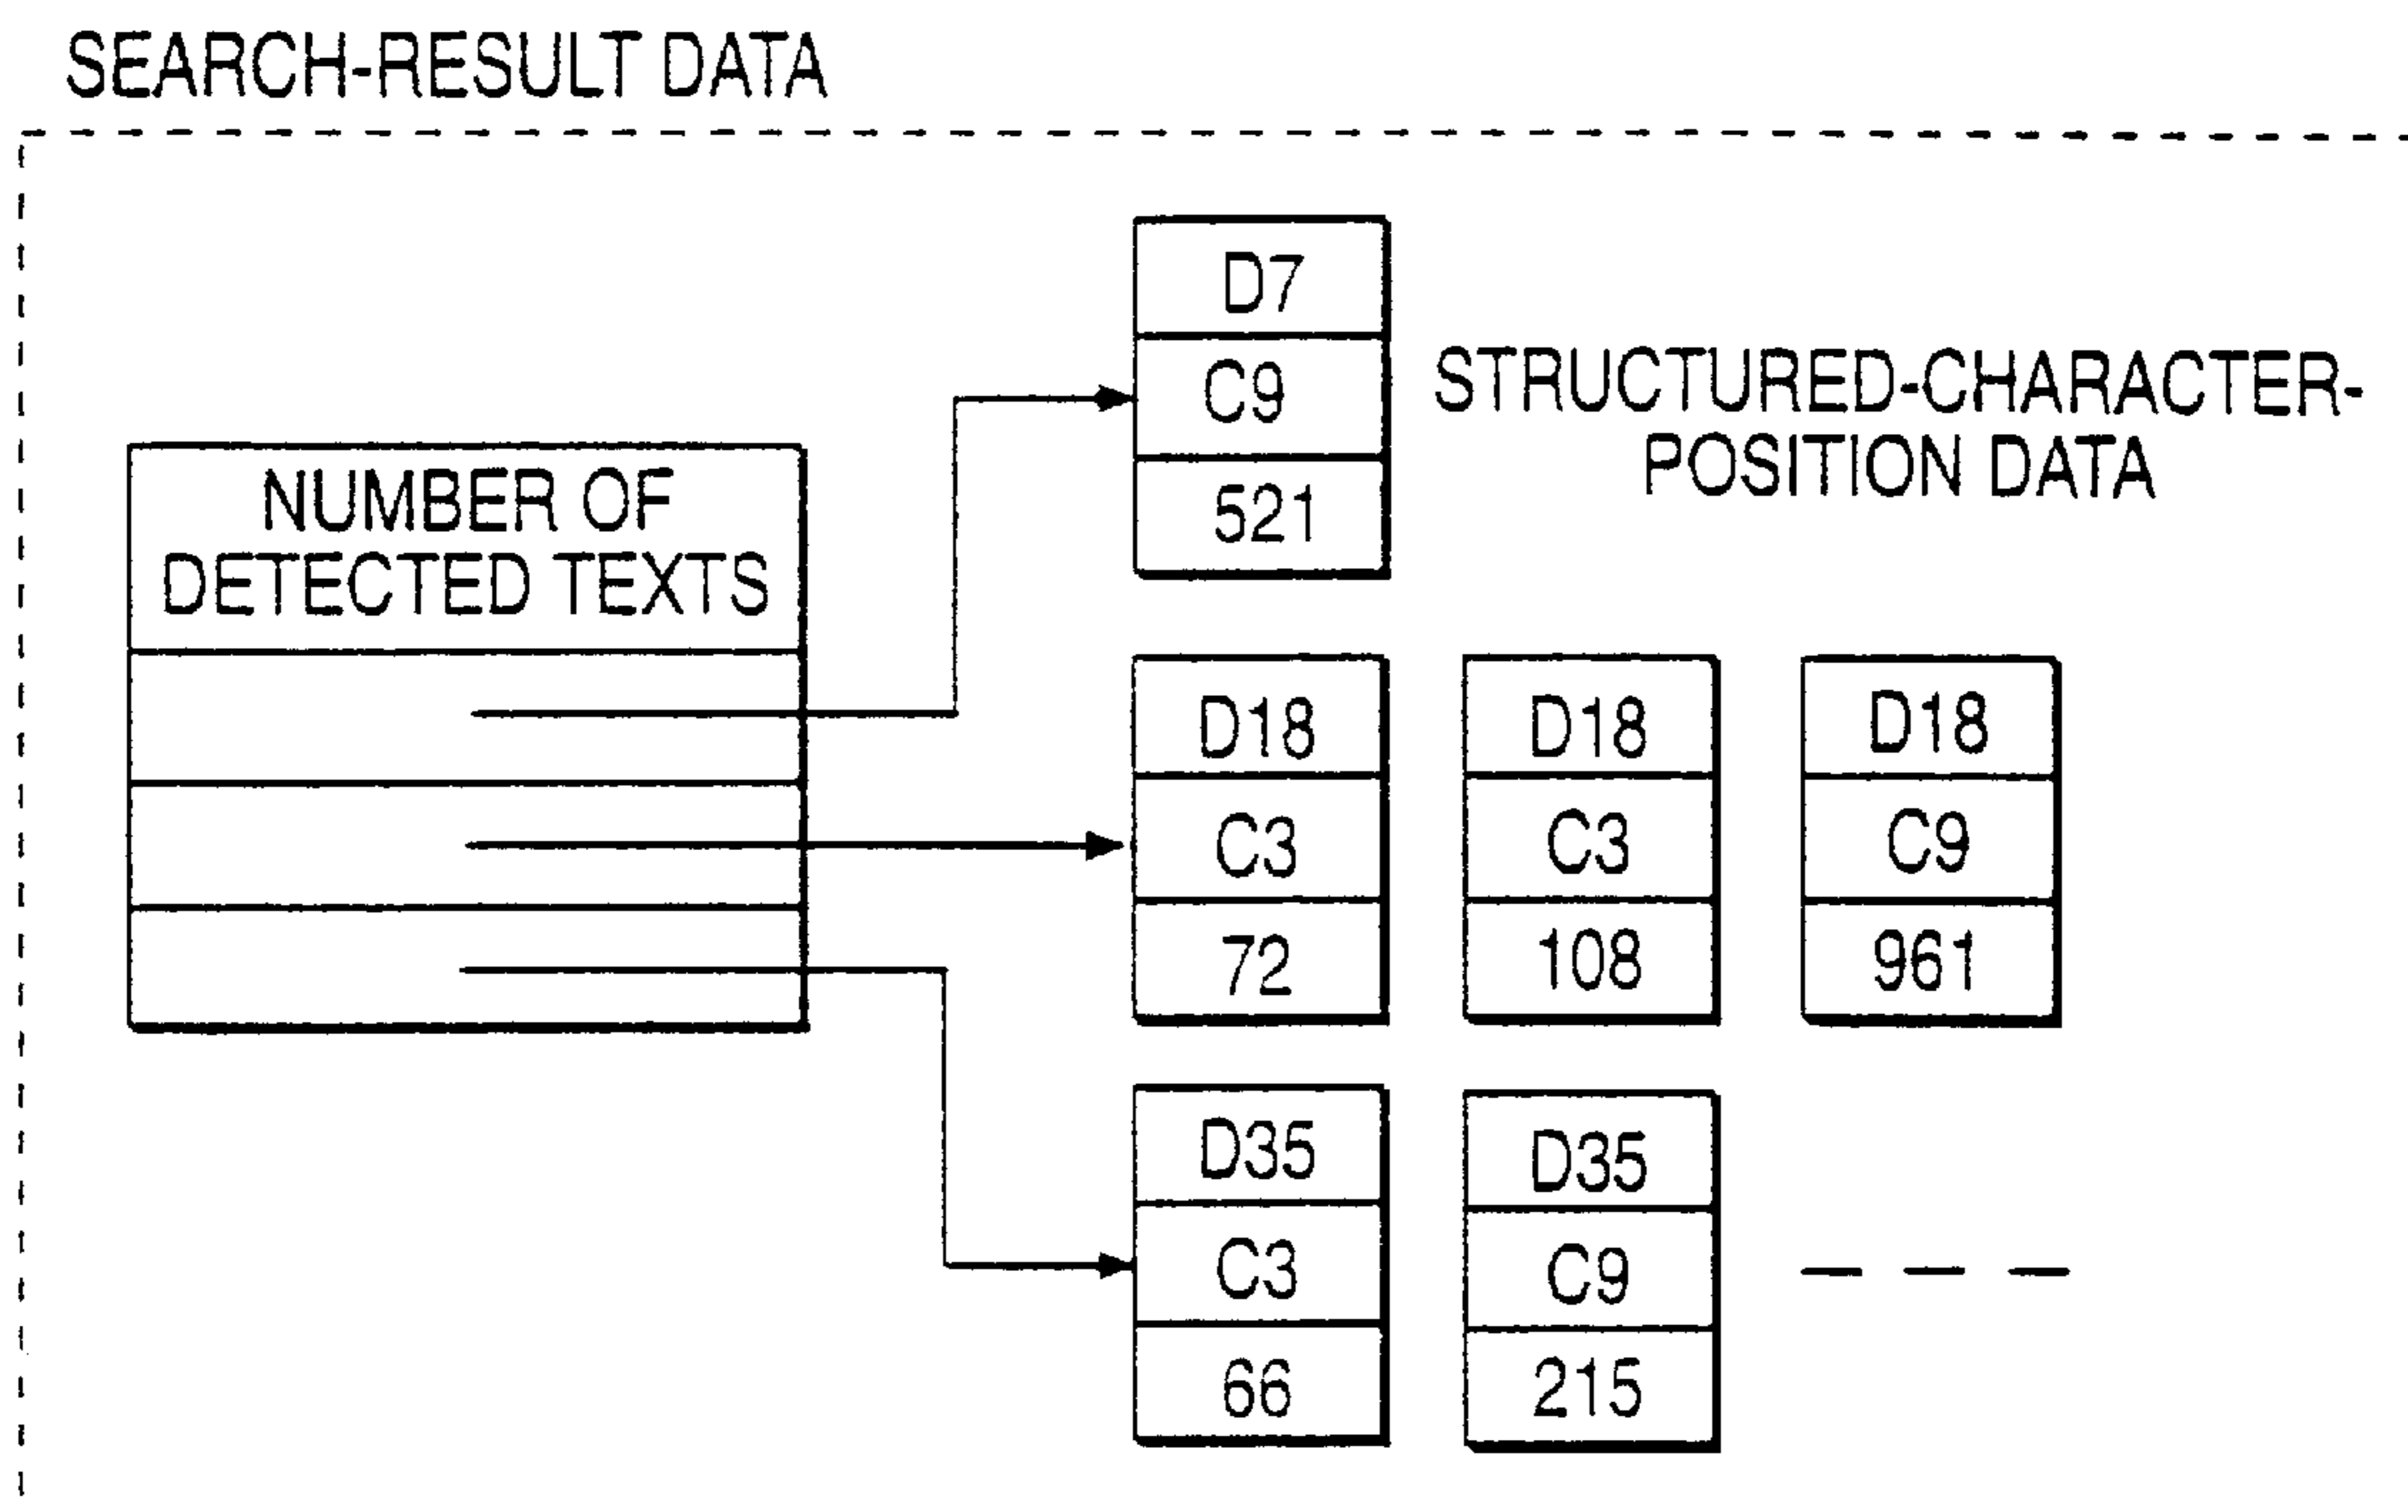 SEARCH-RESULT DATA
D7
C9
521
STRUCTURED-CHARACTER-
POSITION DATA
NUMBER OF
DETECTED TEXTS
D18
C3
72
D18
C3
108
D18
C9
961
D35
C3
66
D35
C9
215